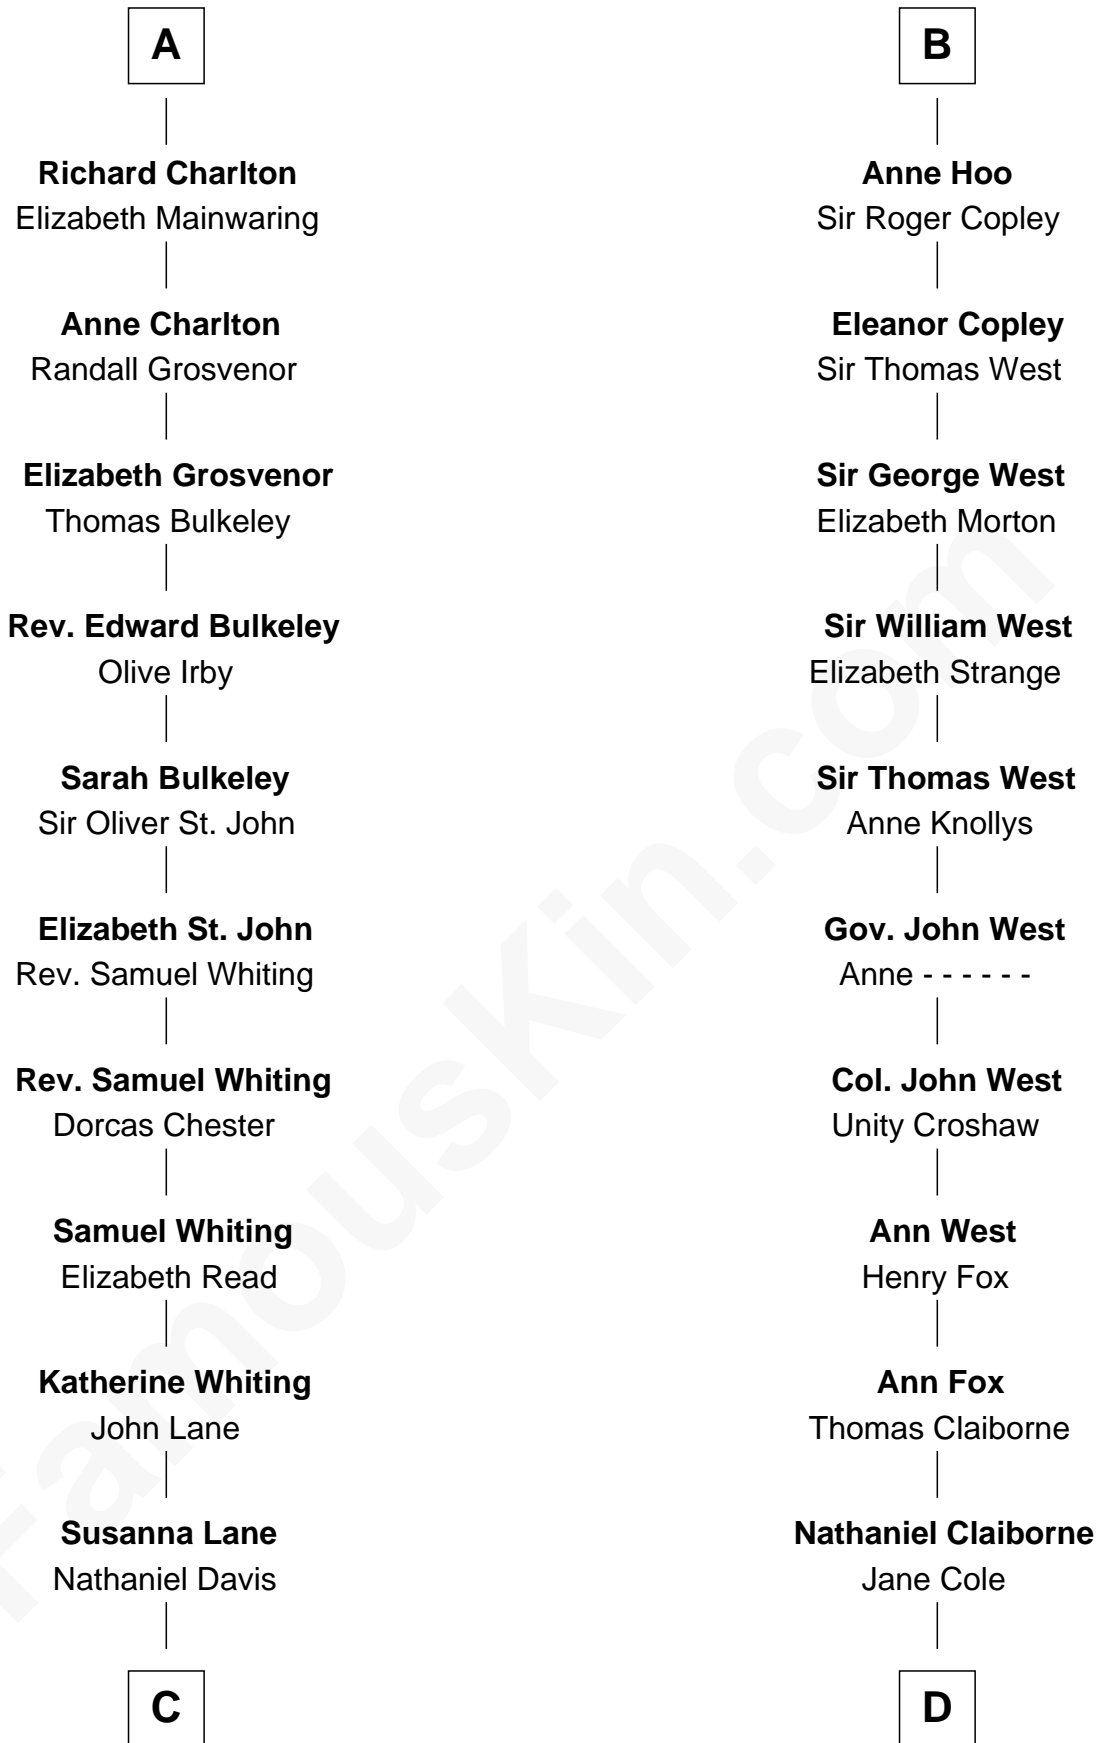 A
Richard Charlton
Elizabeth Mainwaring
Anne Charlton
Randall Grosvenor
Elizabeth Grosvenor
Thomas Bulkeley
Rev. Edward Bulkeley
Olive Irby
Sarah Bulkeley
Sir Oliver St. John
Elizabeth St. John
Rev. Samuel Whiting
Rev. Samuel Whiting
Dorcas Chester
Samuel Whiting
Elizabeth Read
Katherine Whiting
John Lane
Susanna Lane
Nathaniel Davis
C
B
Anne Hoo
Sir Roger Copley
Eleanor Copley
Sir Thomas West
Sir George West
Elizabeth Morton
Sir William West
Elizabeth Strange
Sir Thomas West
Anne Knollys
Gov. John West
Anne - - - - - -
Col. John West
Unity Croshaw
Ann West
Henry Fox
Ann Fox
Thomas Claiborne
Nathaniel Claiborne
Jane Cole
D
FamousKin.com